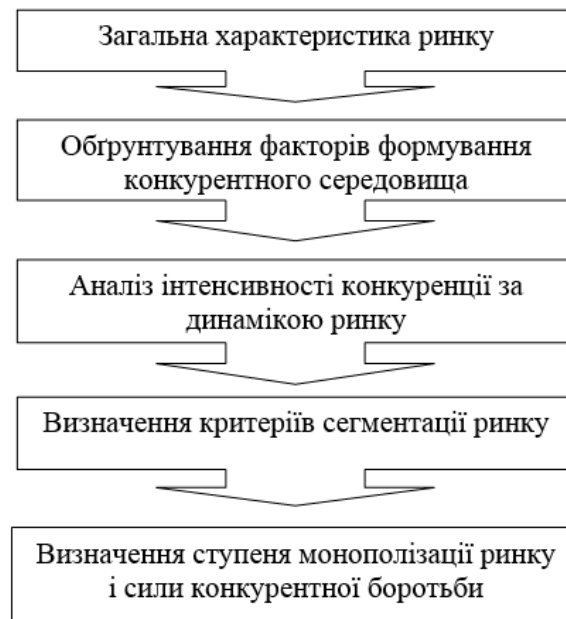 Загальна характеристика ринку
Обґрунтування факторів формування
конкурентного середовища
Аналіз інтенсивності конкуренції за
динамікою ринку
Визначення критеріїв сегментації ринку
Визначення ступеня монополізації ринку
і сили конкурентної боротьби